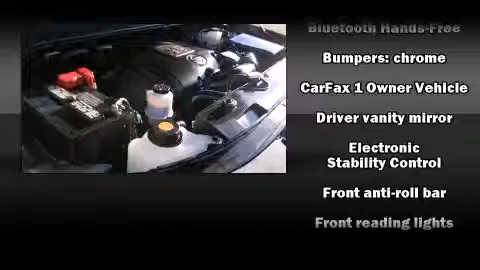 Bluetooth Hands-Free
Bumpers: chrome
CarFax 1 Owner Vehicle
Driver vanity mirror
Electronic
Stability Control
Front anti-roll bar
Front reading lights